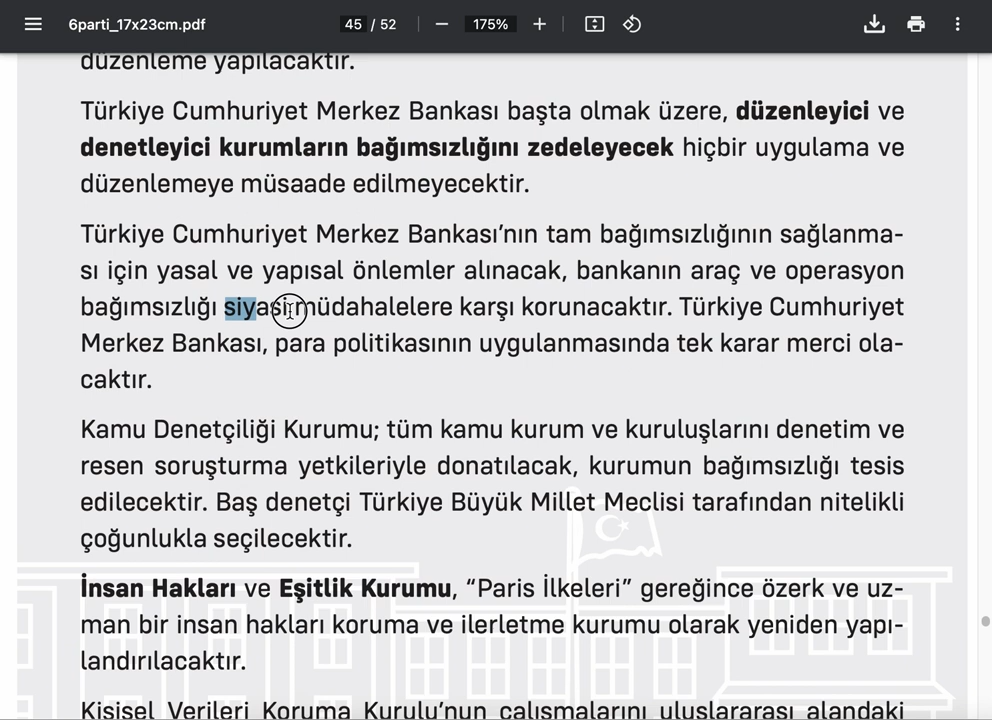 6parti_17x23cm.pdf
45 / 52
175%
düzenleme yapılacaktır.
Türkiye Cumhuriyet Merkez Bankası başta olmak üzere, düzenleyici ve
denetleyici kurumların bağımsızlığını zedeleyecek hiçbir uygulama ve
düzenlemeye müsaade edilmeyecektir.
Türkiye Cumhuriyet Merkez Bankası’nın tam bağımsızlığının sağlanma-
sı için yasal ve yapısal önlemler alınacak, bankanın araç ve operasyon
bağımsızlığı siyasi müdahalelere karşı korunacaktır. Türkiye Cumhuriyet
Merkez Bankası, para politikasının uygulanmasında tek karar merci ola-
caktır.
Kamu Denetçiliği Kurumu; tüm kamu kurum ve kuruluşlarını denetim ve
resen soruşturma yetkileriyle donatılacak, kurumun bağımsızlığı tesis
edilecektir. Baş denetçi Türkiye Büyük Millet Meclisi tarafından nitelikli
çoğunlukla seçilecektir.
İnsan Hakları ve Eşitlik Kurumu, “Paris İlkeleri” gereğince özerk ve uz-
man bir insan hakları koruma ve ilerletme kurumu olarak yeniden yapı-
landırılacaktır.
Kişisel Verileri Koruma Kurulu’nun çalışmalarını uluslararası alandaki